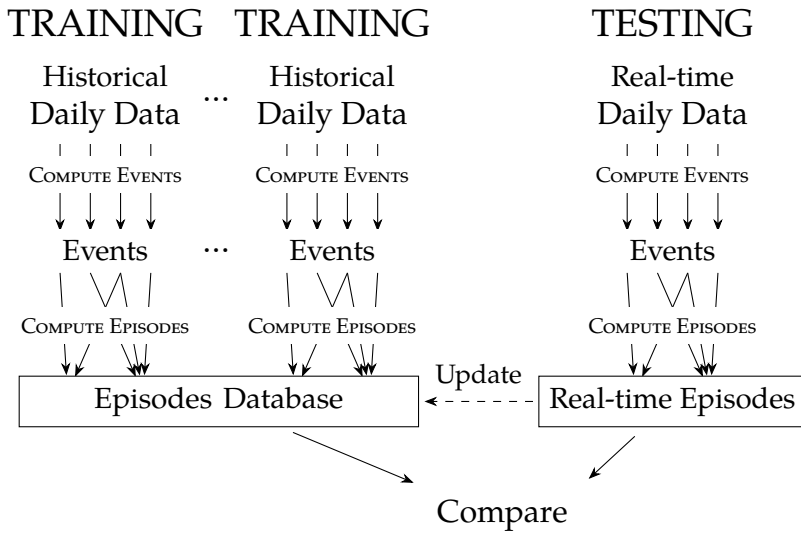 TRAINING TRAINING TESTING
Historical ... Historical Real-time
Daily Data Daily Data Daily Data
COMPUTE EVENTS COMPUTE EVENTS COMPUTE EVENTS
Events ... Events Events
COMPUTE EPISODES COMPUTE EPISODES COMPUTE EPISODES
Update
Episodes Database Real-time Episodes
Compare